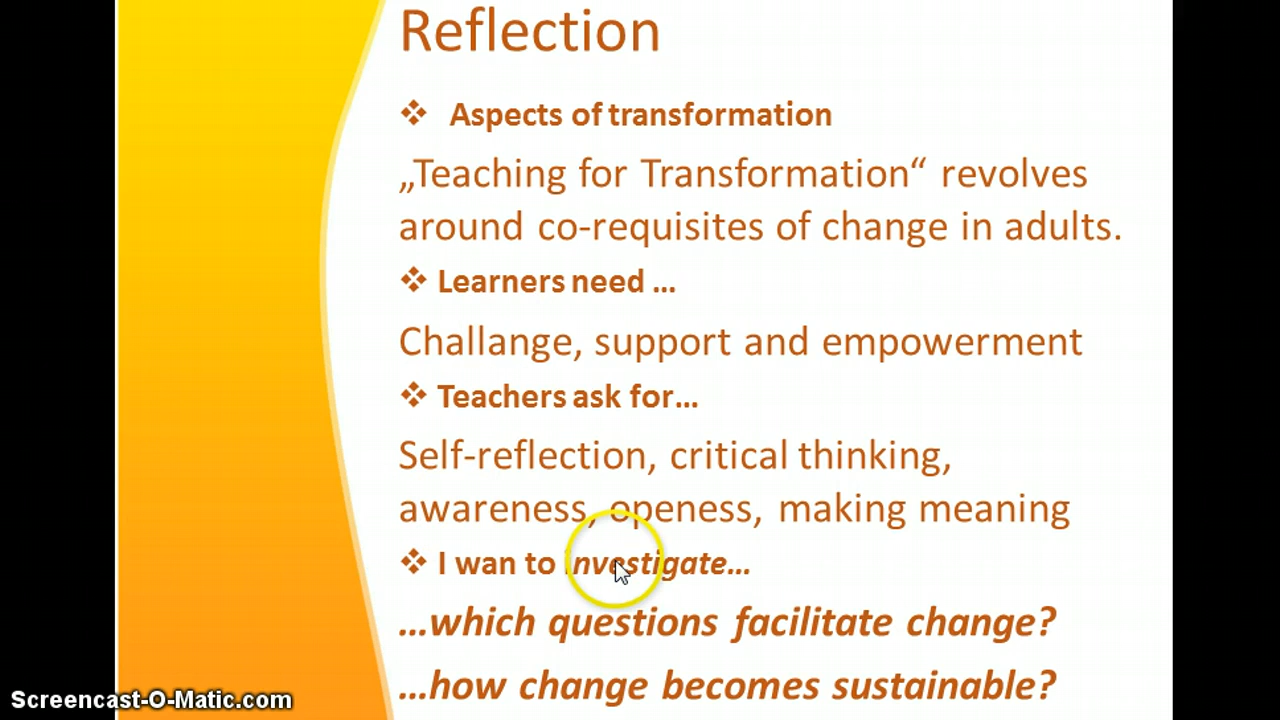 Reflection
❖ Aspects of transformation
„Teaching for Transformation“ revolves
around co-requisites of change in adults.
❖ Learners need ...
Challange, support and empowerment
❖ Teachers ask for...
Self-reflection, critical thinking,
awareness, openess, making meaning
❖ I wan to investigate...
...which questions facilitate change?
...how change becomes sustainable?
Screencast-O-Matic.com